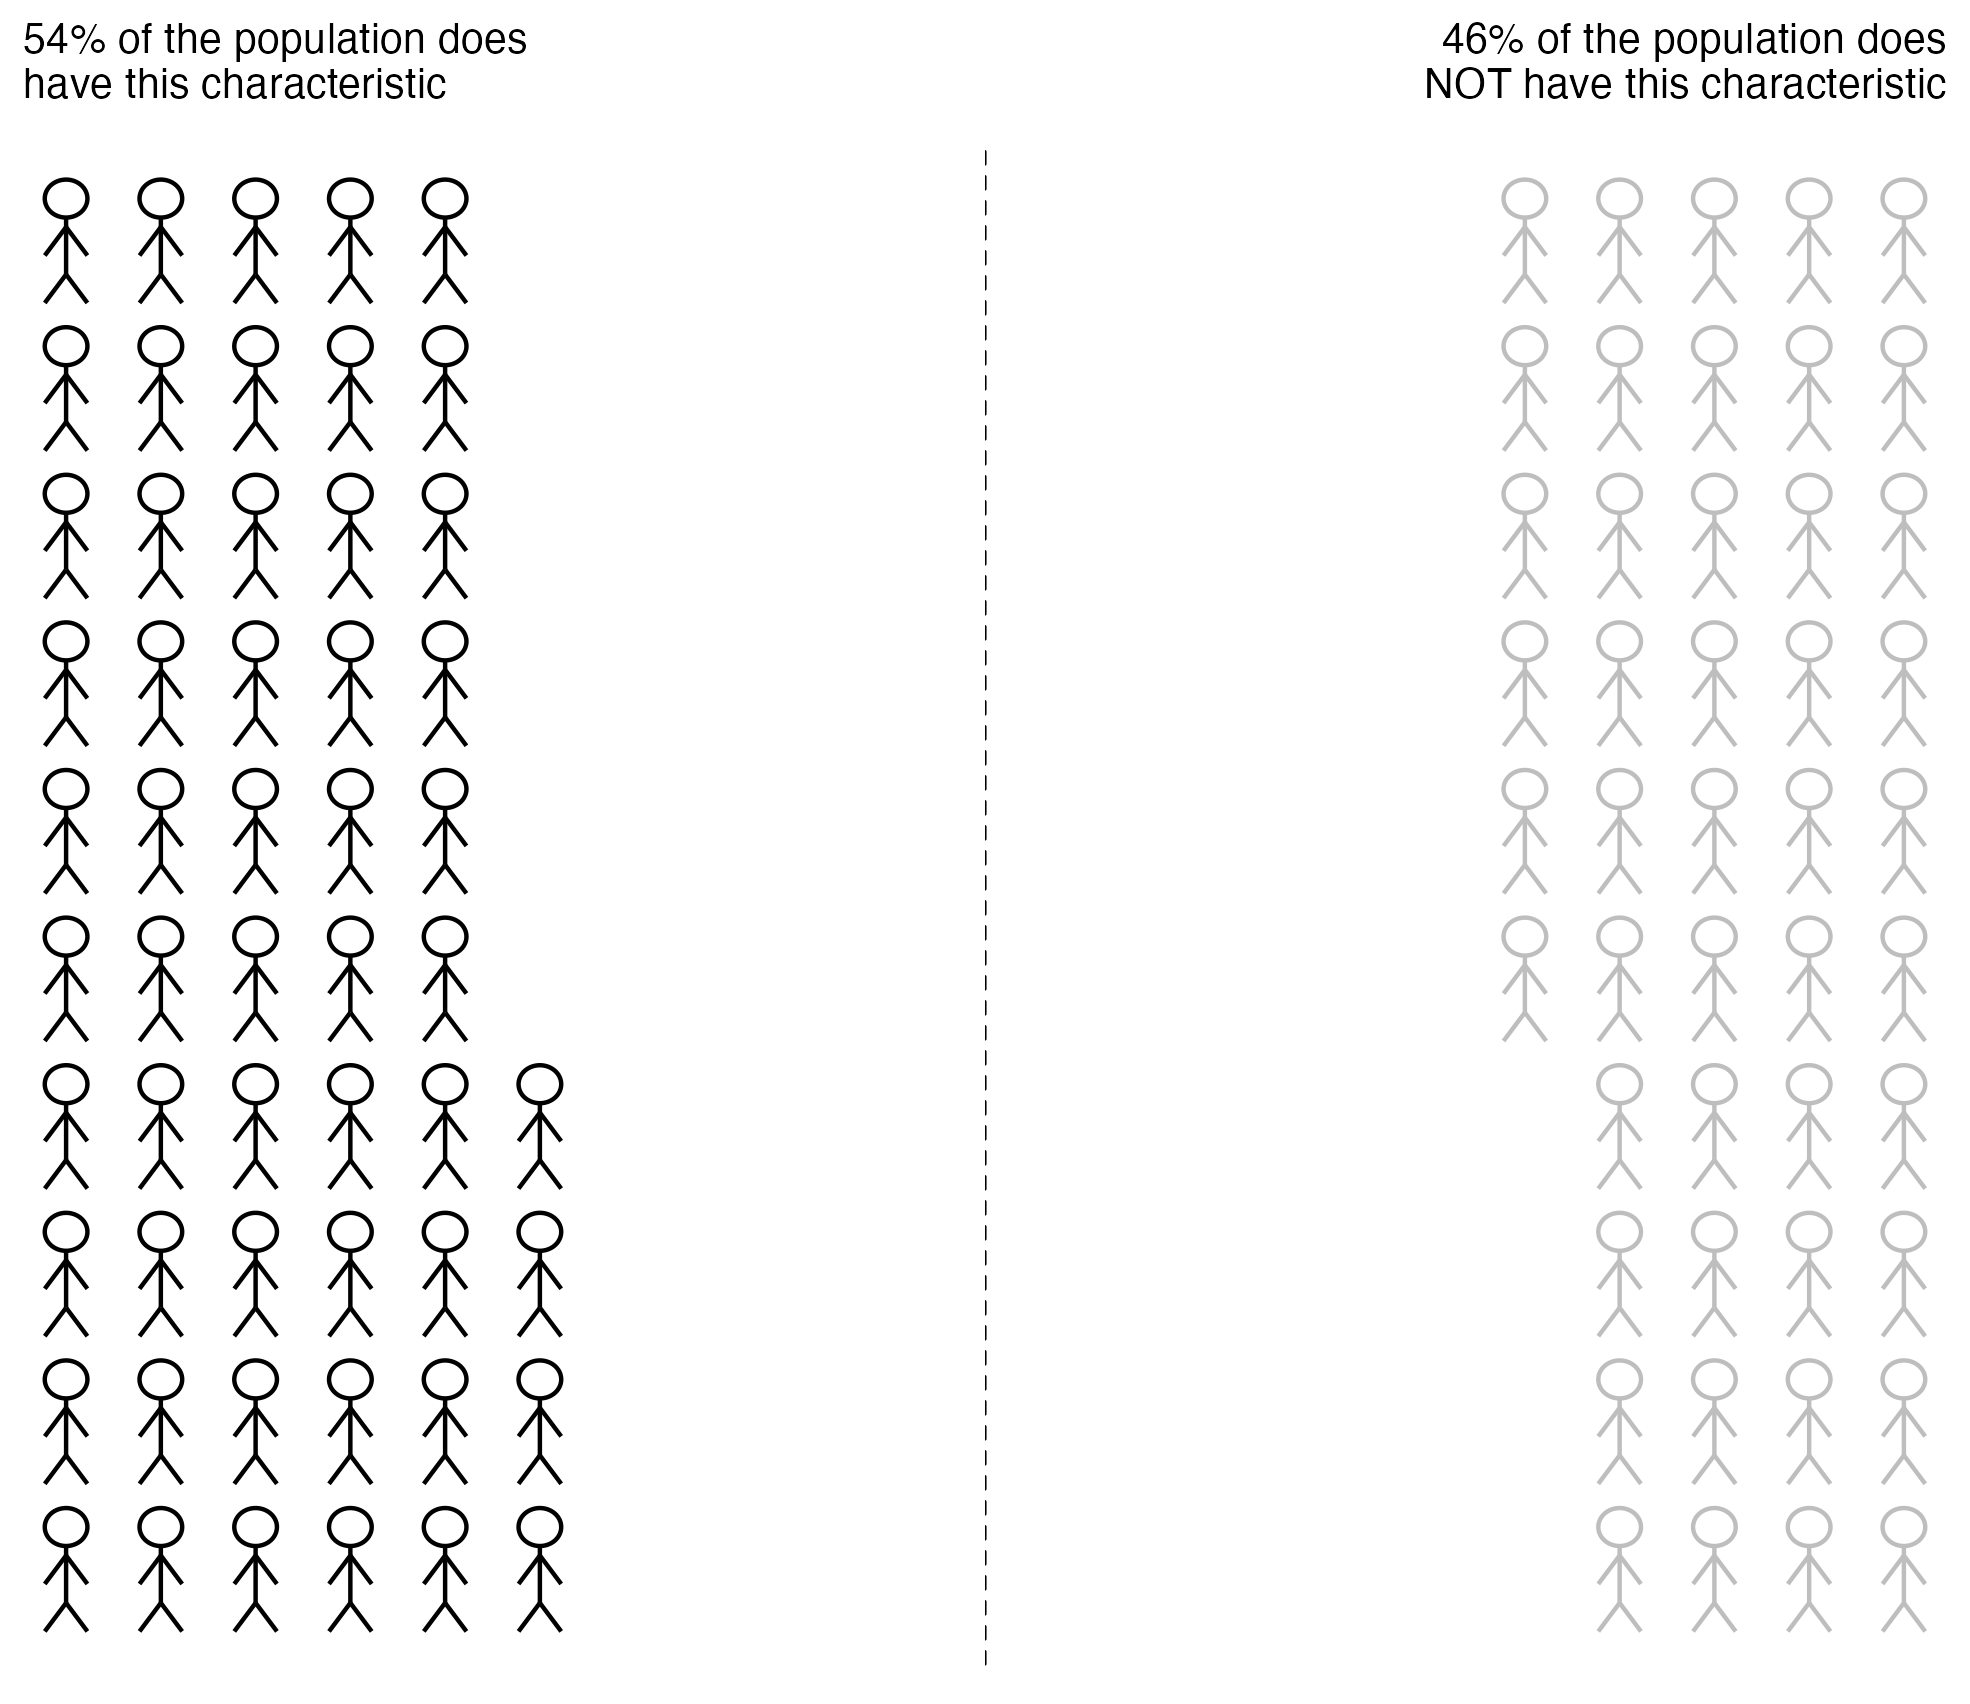 54% of the population does
have this characteristic
46% of the population does
NOT have this characteristic